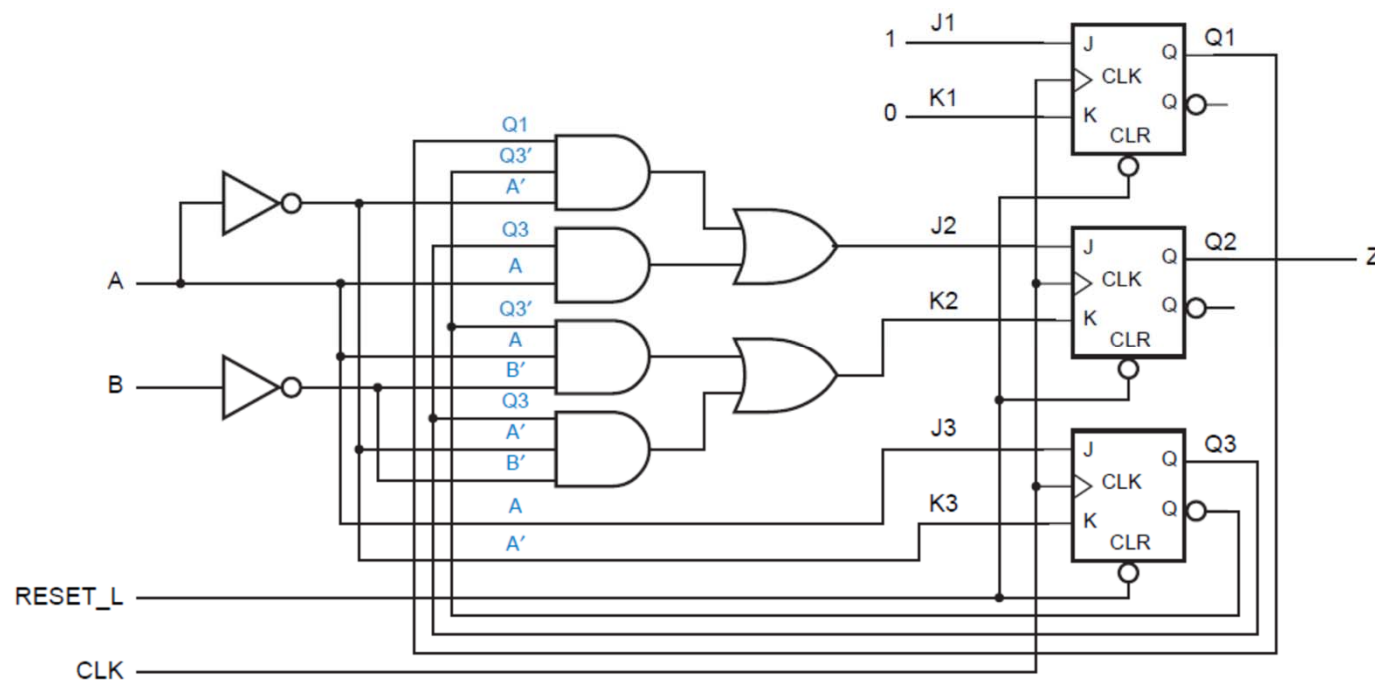 1 J1 J Q Q1
CLK
0 K1 K Q
CLR
Q1
Q3′
A′
Q3
A
Q3′
A
B′
Q3
A′
B′
A
A′
A
B
J2 J Q Q2 Z
CLK
K2 K Q
CLR
J3 J Q Q3
CLK
K3 K Q
CLR
RESET_L
CLK